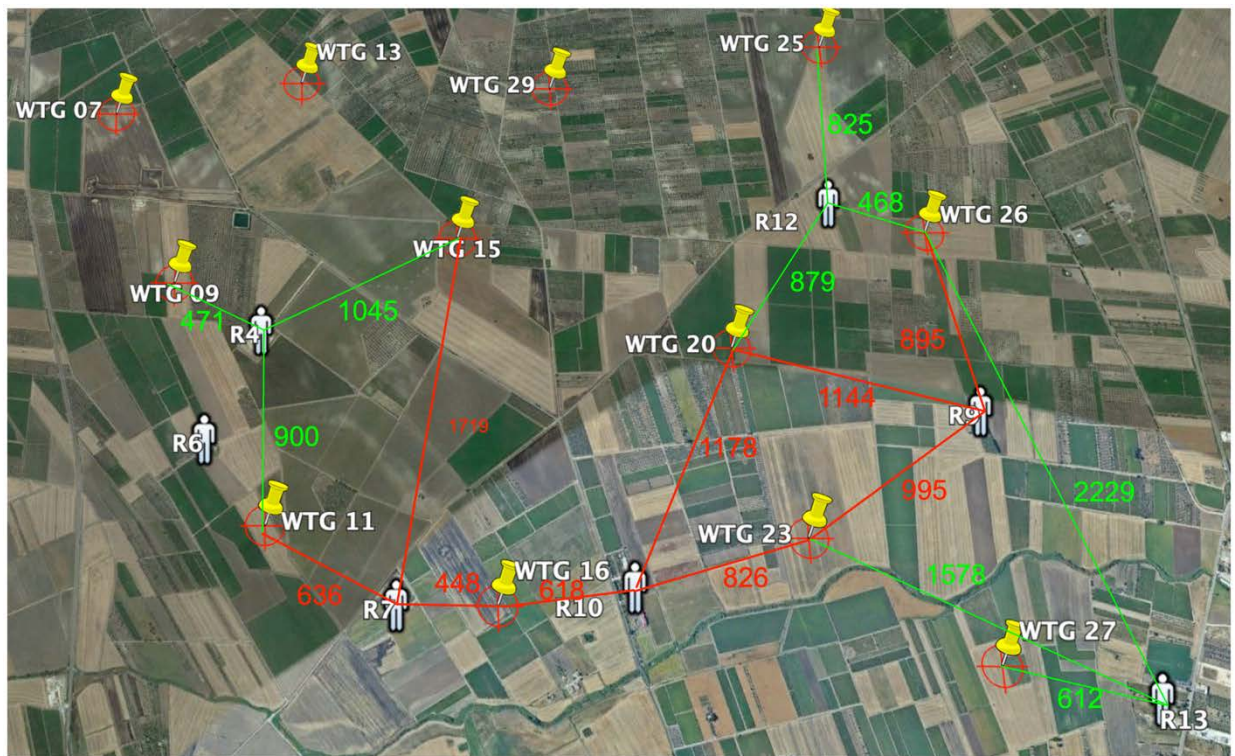 WTG 25
WTG 13
WTG 29
WTG 07
825
R12
468
WTG 26
WTG 15
879
WTG 09
471
1045
R4
WTG 20
895
1144
R9
R6
900
1719
1178
995
2229
WTG 11
WTG 23
WTG 16
1578
636
R7
448
618
R10
826
WTG 27
612
R13